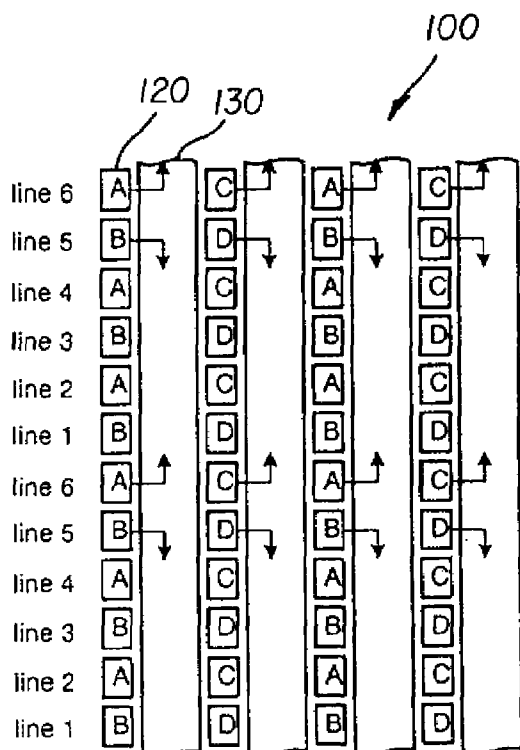 100
120 130
line 6 A C A C
line 5 B D B D
line 4 A C A C
line 3 B D B D
line 2 A C A C
line 1 B D B D
line 6 A C A C
line 5 B D B D
line 4 A C A C
line 3 B D B D
line 2 A C A C
line 1 B D B D